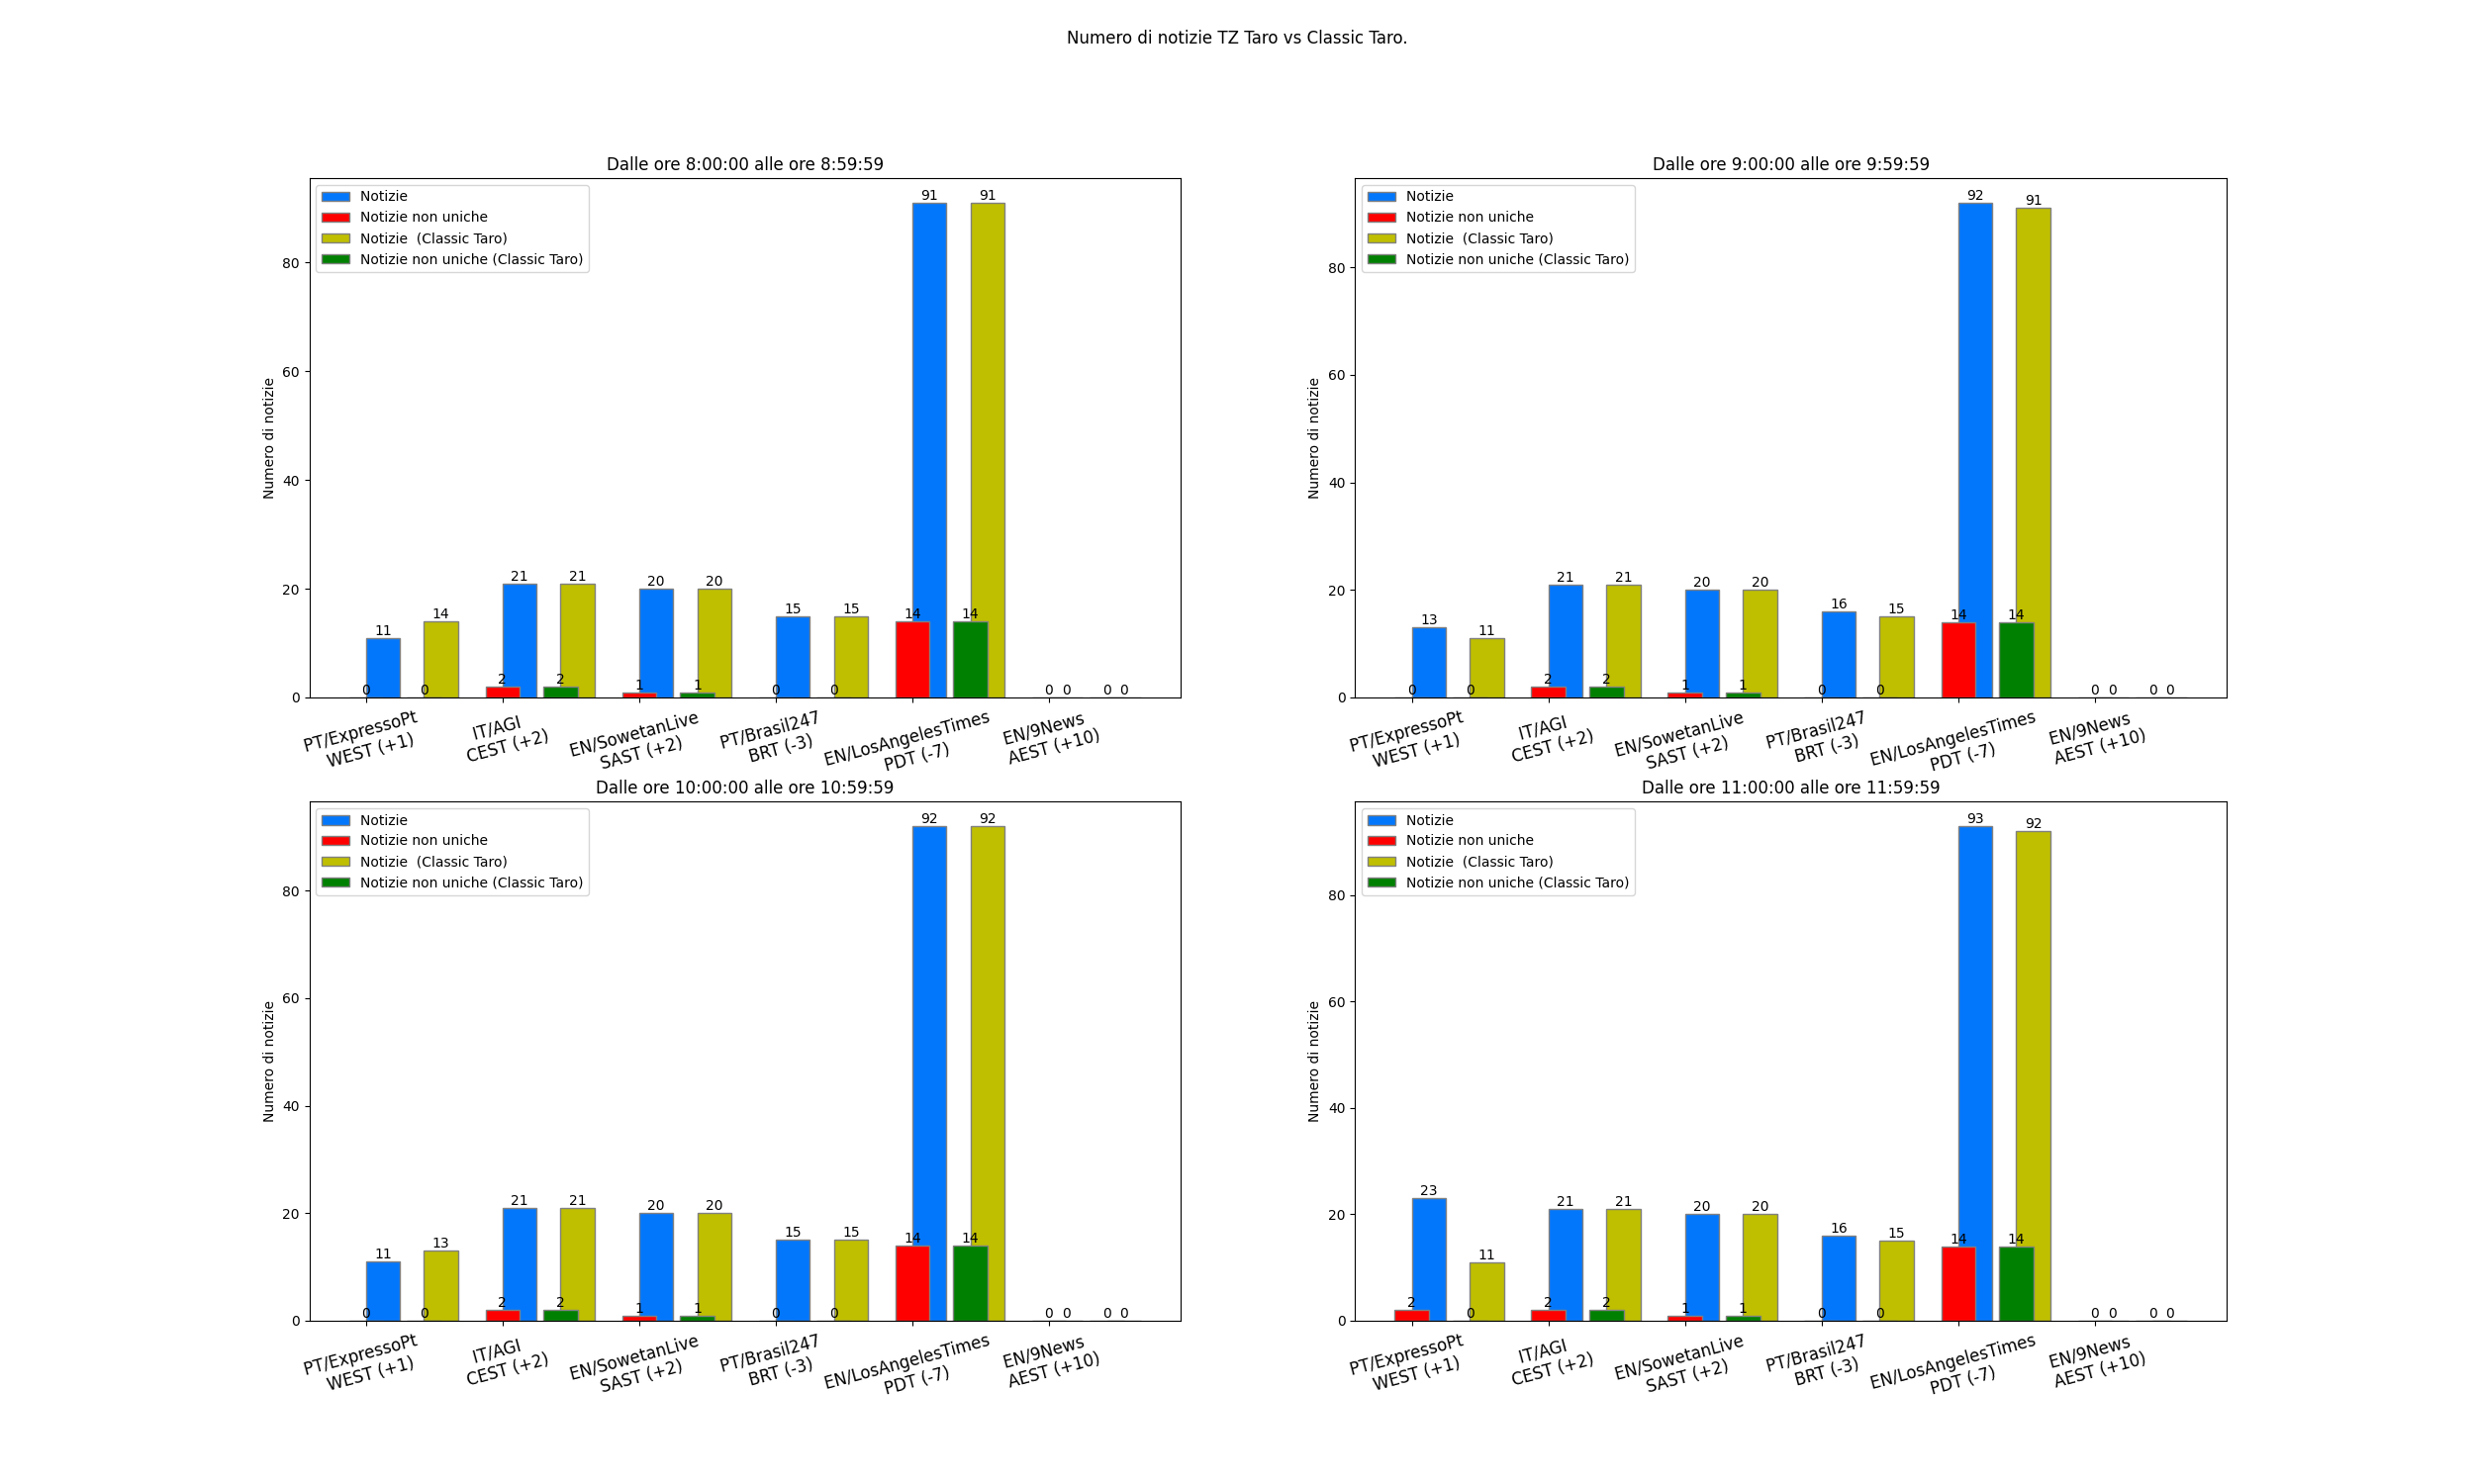 Numero di notizie TZ Taro vs Classic Taro.
Dalle ore 8:00:00 alle ore 8:59:59
Notizie
Notizie non uniche
Notizie  (Classic Taro)
Notizie non uniche (Classic Taro)
Numero di notizie
80
60
40
20
0
11 14 21 21 20 20 15 15 91 91
0 0 2 2 1 1 0 0 14 14 0 0 0 0
PT/ExpressoPt
WEST (+1)
IT/AGI
CEST (+2)
EN/SowetanLive
SAST (+2)
PT/Brasil247
BRT (-3)
EN/LosAngelesTimes
PDT (-7)
EN/9News
AEST (+10)
Dalle ore 9:00:00 alle ore 9:59:59
Notizie
Notizie non uniche
Notizie  (Classic Taro)
Notizie non uniche (Classic Taro)
Numero di notizie
80
60
40
20
0
13 11 21 21 20 20 16 15 92 91
0 0 2 2 1 1 0 0 14 14 0 0 0 0
PT/ExpressoPt
WEST (+1)
IT/AGI
CEST (+2)
EN/SowetanLive
SAST (+2)
PT/Brasil247
BRT (-3)
EN/LosAngelesTimes
PDT (-7)
EN/9News
AEST (+10)
Dalle ore 10:00:00 alle ore 10:59:59
Notizie
Notizie non uniche
Notizie  (Classic Taro)
Notizie non uniche (Classic Taro)
Numero di notizie
80
60
40
20
0
11 13 21 21 20 20 15 15 92 92
0 0 2 2 1 1 0 0 14 14 0 0 0 0
PT/ExpressoPt
WEST (+1)
IT/AGI
CEST (+2)
EN/SowetanLive
SAST (+2)
PT/Brasil247
BRT (-3)
EN/LosAngelesTimes
PDT (-7)
EN/9News
AEST (+10)
Dalle ore 11:00:00 alle ore 11:59:59
Notizie
Notizie non uniche
Notizie  (Classic Taro)
Notizie non uniche (Classic Taro)
Numero di notizie
80
60
40
20
0
23 11 21 21 20 20 16 15 93 92
2 0 2 2 1 1 0 0 14 14 0 0 0 0
PT/ExpressoPt
WEST (+1)
IT/AGI
CEST (+2)
EN/SowetanLive
SAST (+2)
PT/Brasil247
BRT (-3)
EN/LosAngelesTimes
PDT (-7)
EN/9News
AEST (+10)